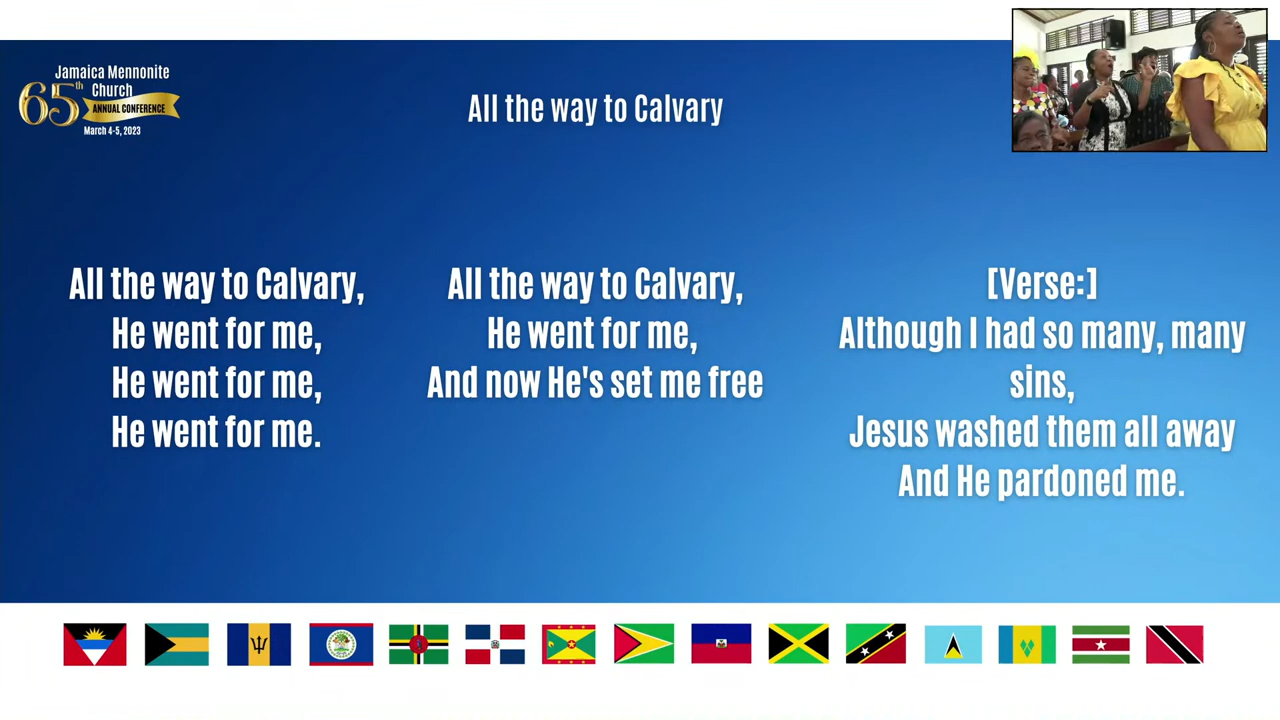 Jamaica Mennonite
Church
65th
ANNUAL CONFERENCE
March 4-5, 2023
All the way to Calvary
All the way to Calvary,
He went for me,
He went for me,
He went for me.
All the way to Calvary,
He went for me,
And now He's set me free
[Verse:]
Although I had so many, many
sins,
Jesus washed them all away
And He pardoned me.